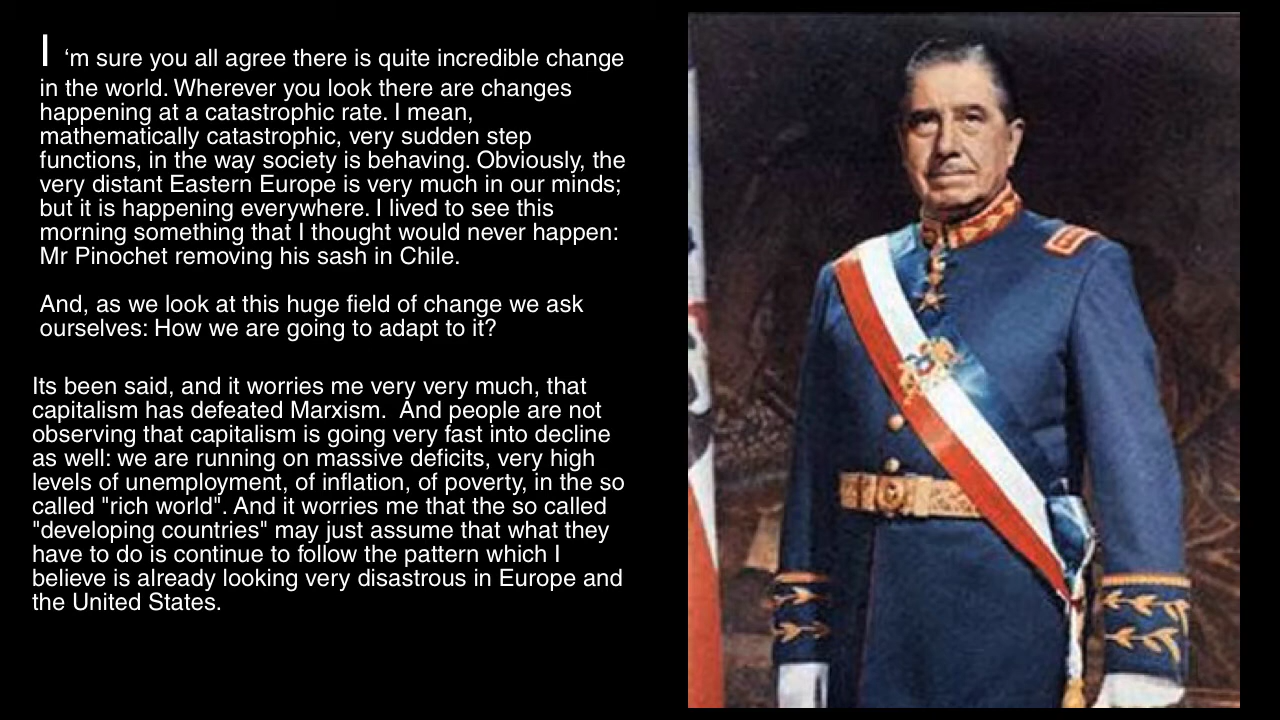 I 'm sure you all agree there is quite incredible change
in the world. Wherever you look there are changes
happening at a catastrophic rate. I mean,
mathematically catastrophic, very sudden step
functions, in the way society is behaving. Obviously, the
very distant Eastern Europe is very much in our minds;
but it is happening everywhere. I lived to see this
morning something that I thought would never happen:
Mr Pinochet removing his sash in Chile.
And, as we look at this huge field of change we ask
ourselves: How we are going to adapt to it?
Its been said, and it worries me very very much, that
capitalism has defeated Marxism.  And people are not
observing that capitalism is going very fast into decline
as well: we are running on massive deficits, very high
levels of unemployment, of inflation, of poverty, in the so
called "rich world". And it worries me that the so called
"developing countries" may just assume that what they
have to do is continue to follow the pattern which I
believe is already looking very disastrous in Europe and
the United States.